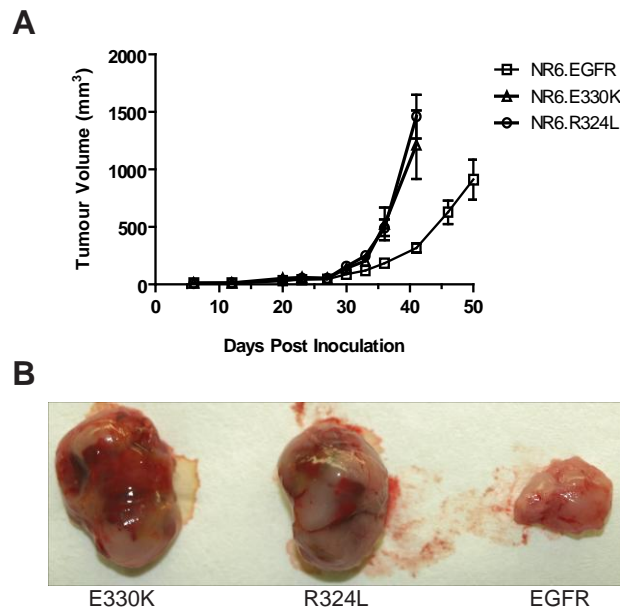 A
Tumour Volume (mm³)
2000
1500
1000
500
0
0 10 20 30 40 50
Days Post Inoculation
NR6.EGFR
NR6.E330K
NR6.R324L
B
E330K R324L EGFR